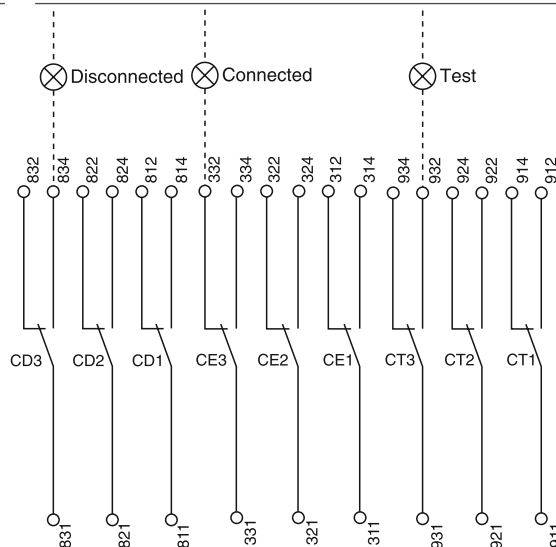 Disconnected Connected Test
832 834 822 824 812 814 332 334 322 324 312 314 934 932 924 922 914 912
CD3 CD2 CD1 CE3 CE2 CE1 CT3 CT2 CT1
831 821 811 331 321 311 931 921 911